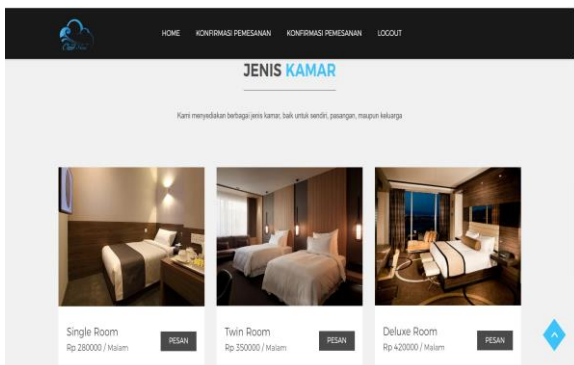 HOME KONFIRMASI PEMESANAN KONFIRMASI PEMESANAN LOGOUT
JENIS KAMAR
Kami menyediakan berbagai jenis kamar, baik untuk sendiri, pasangan, maupun keluarga
Single Room
Rp 280000 / Malam
PESAN
Twin Room
Rp 350000 / Malam
PESAN
Deluxe Room
Rp 420000 / Malam
PESAN